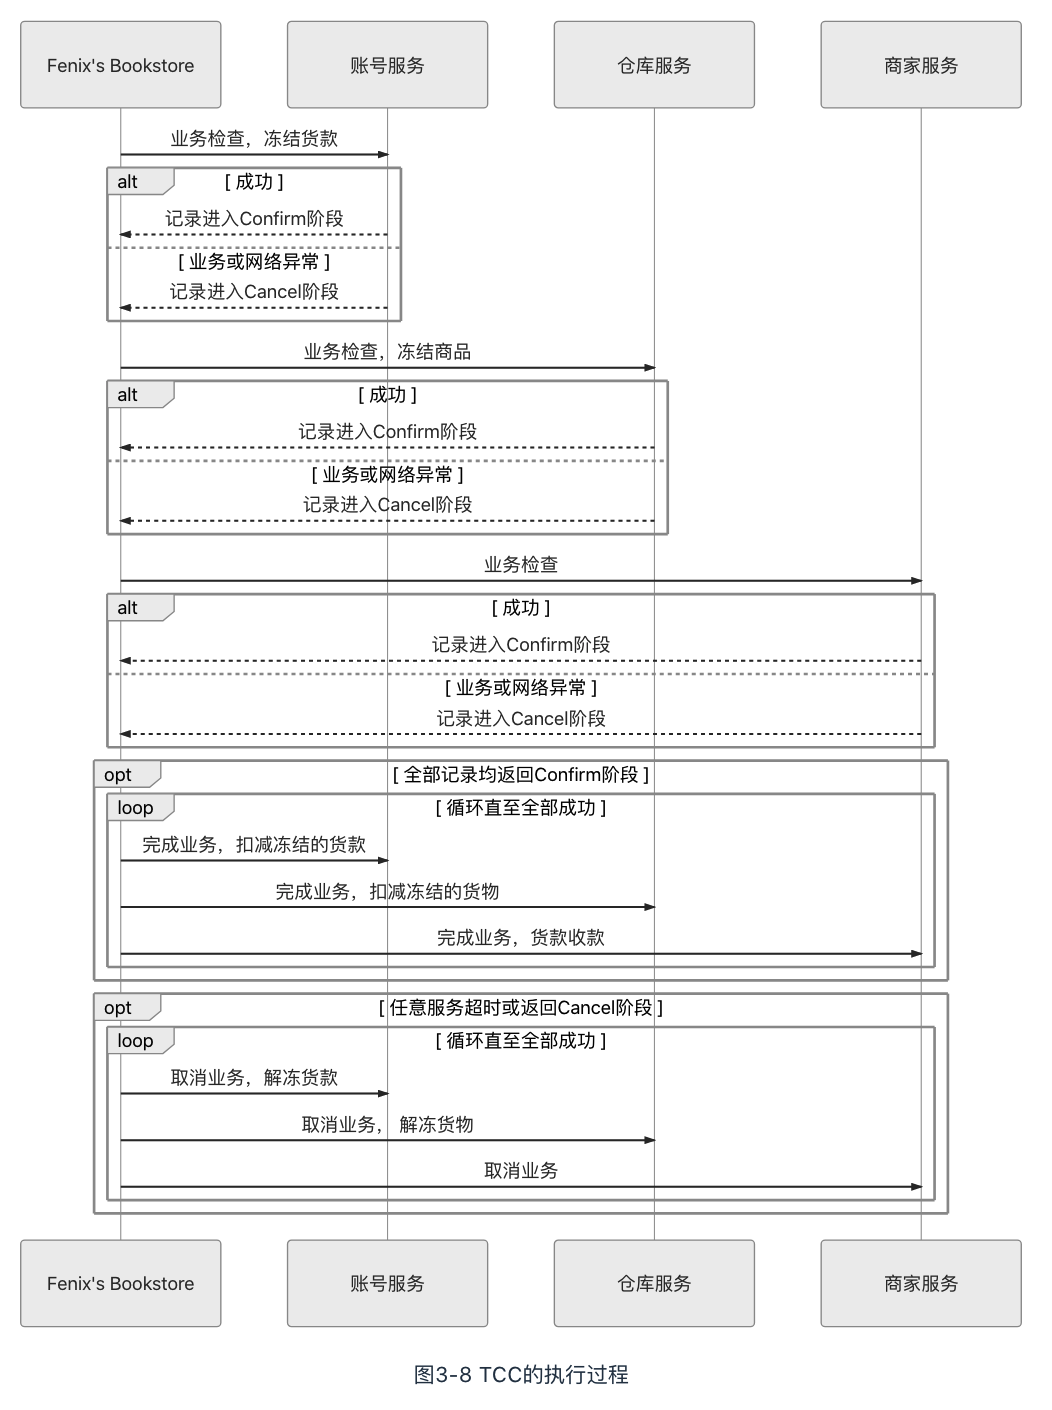 Fenix's Bookstore
账号服务
仓库服务
商家服务
业务检查，冻结货款
alt
[ 成功 ]
记录进入Confirm阶段
[ 业务或网络异常 ]
记录进入Cancel阶段
业务检查，冻结商品
alt
[ 成功 ]
记录进入Confirm阶段
[ 业务或网络异常 ]
记录进入Cancel阶段
业务检查
alt
[ 成功 ]
记录进入Confirm阶段
[ 业务或网络异常 ]
记录进入Cancel阶段
opt
[ 全部记录均返回Confirm阶段 ]
loop
[ 循环直至全部成功 ]
完成业务，扣减冻结的货款
完成业务，扣减冻结的货物
完成业务，货款收款
opt
[ 任意服务超时或返回Cancel阶段 ]
loop
[ 循环直至全部成功 ]
取消业务，解冻货款
取消业务， 解冻货物
取消业务
Fenix's Bookstore
账号服务
仓库服务
商家服务
图3-8 TCC的执行过程